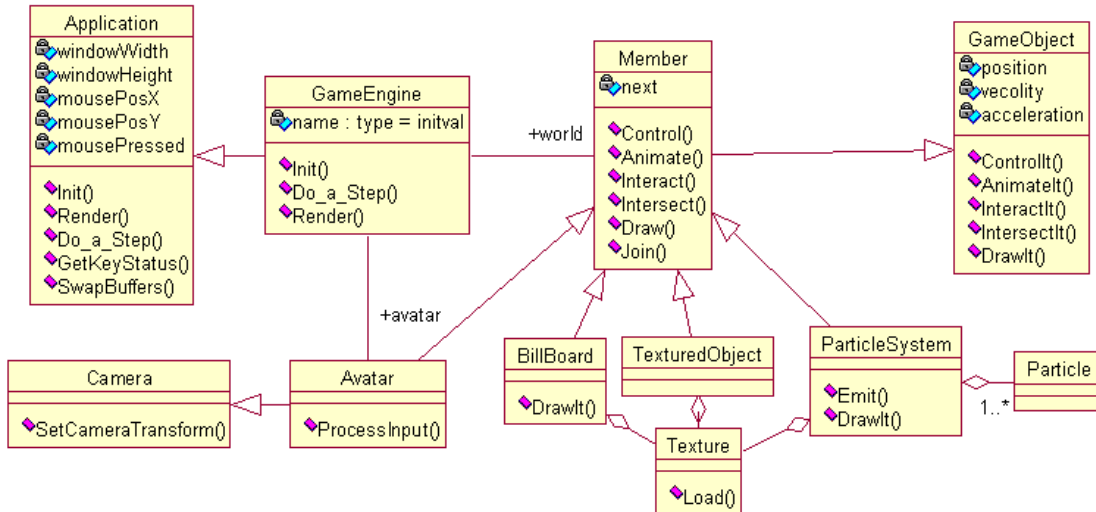 Application
windowWidth
windowHeight
mousePosX
mousePosY
mousePressed
Init()
Render()
Do_a_Step()
GetKeyStatus()
SwapBuffers()
GameEngine
name : type = initval
Init()
Do_a_Step()
Render()
+world
+avatar
Member
next
Control()
Animate()
Interact()
Intersect()
Draw()
Join()
GameObject
position
vecolity
acceleration
ControlIt()
AnimateIt()
InteractIt()
IntersectIt()
DrawIt()
Camera
SetCameraTransform()
Avatar
ProcessInput()
BillBoard
DrawIt()
TexturedObject
ParticleSystem
Emit()
DrawIt()
1..*
Particle
Texture
Load()